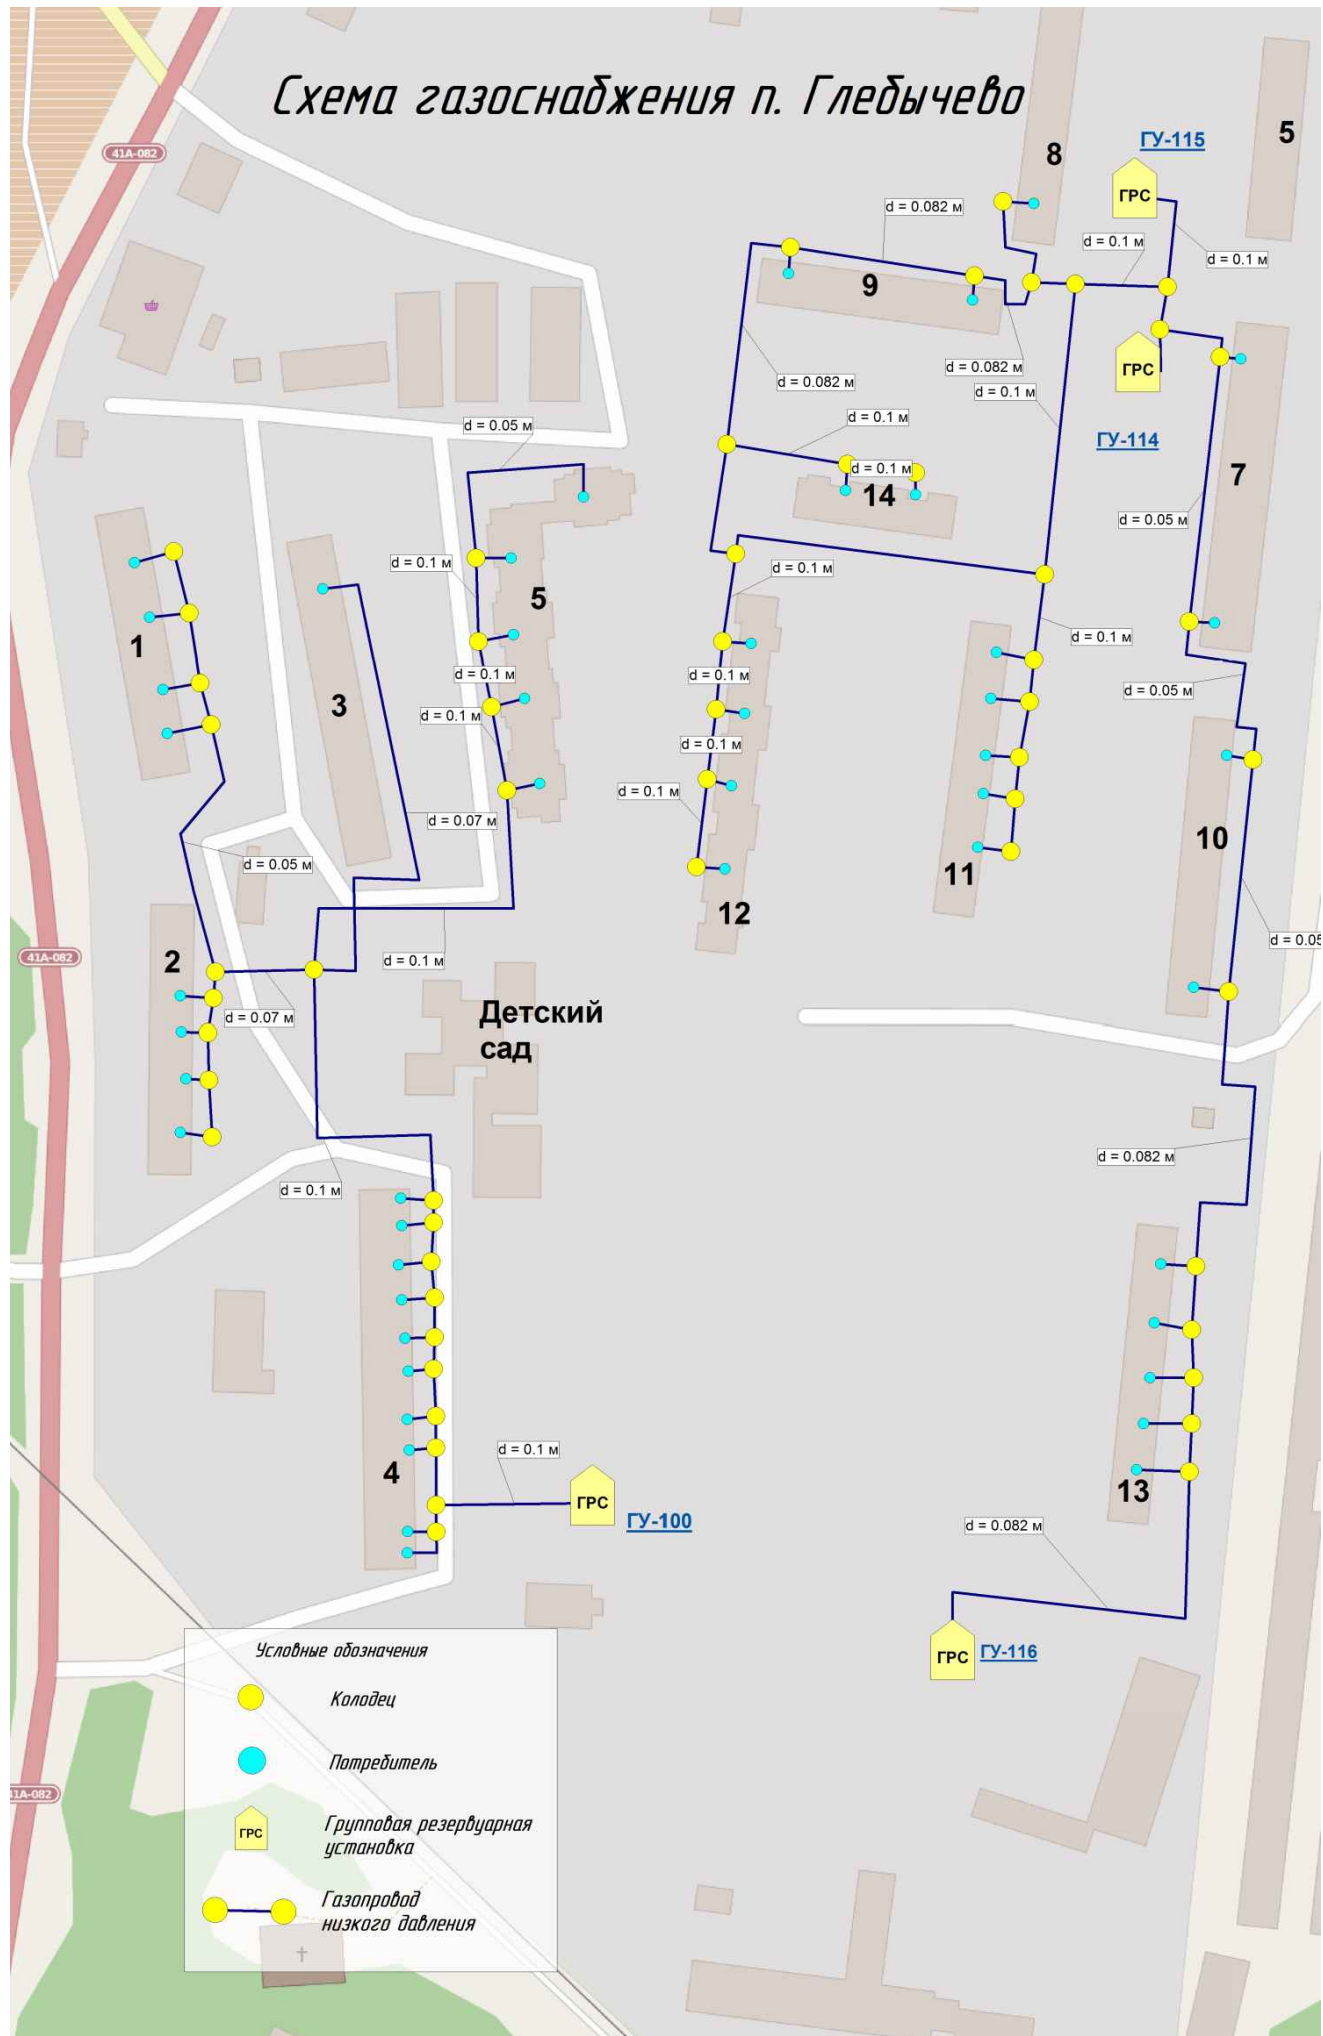 Схема газоснабжения п. Глебычево
41A-082
8
ГУ-115
5
ГРС
d = 0.082 м
d = 0.1 м
d = 0.1 м
9
ГРС
d = 0.082 м
d = 0.082 м
d = 0.1 м
d = 0.1 м
d = 0.05 м
ГУ-114
d = 0.1 м
14
7
d = 0.05 м
d = 0.1 м
d = 0.1 м
5
1
d = 0.1 м
d = 0.1 м
d = 0.1 м
d = 0.05 м
3
d = 0.1 м
d = 0.1 м
d = 0.1 м
d = 0.07 м
10
d = 0.05 м
11
12
d = 0.05
41A-082
2
d = 0.1 м
d = 0.07 м
Детский
сад
d = 0.082 м
d = 0.1 м
4
d = 0.1 м
ГРС
ГУ-100
13
d = 0.082 м
ГРС
ГУ-116
Условные обозначения
Колодец
Потребитель
41A-082
ГРС
Групповая резервуарная
установка
Газопровод
низкого давления